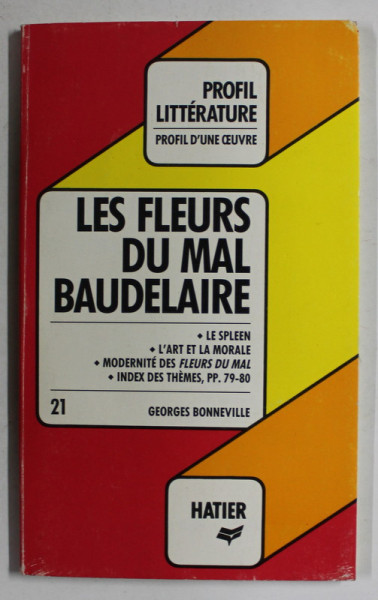 PROFIL
LITTÉRATURE
PROFIL D'UNE ŒUVRE
LES FLEURS
DU MAL
BAUDELAIRE
♦ LE SPLEEN
♦ L'ART ET LA MORALE
♦ MODERNITÉ DES FLEURS DU MAL
♦ INDEX DES THÈMES, PP. 79-80
21 GEORGES BONNEVILLE
HATIER